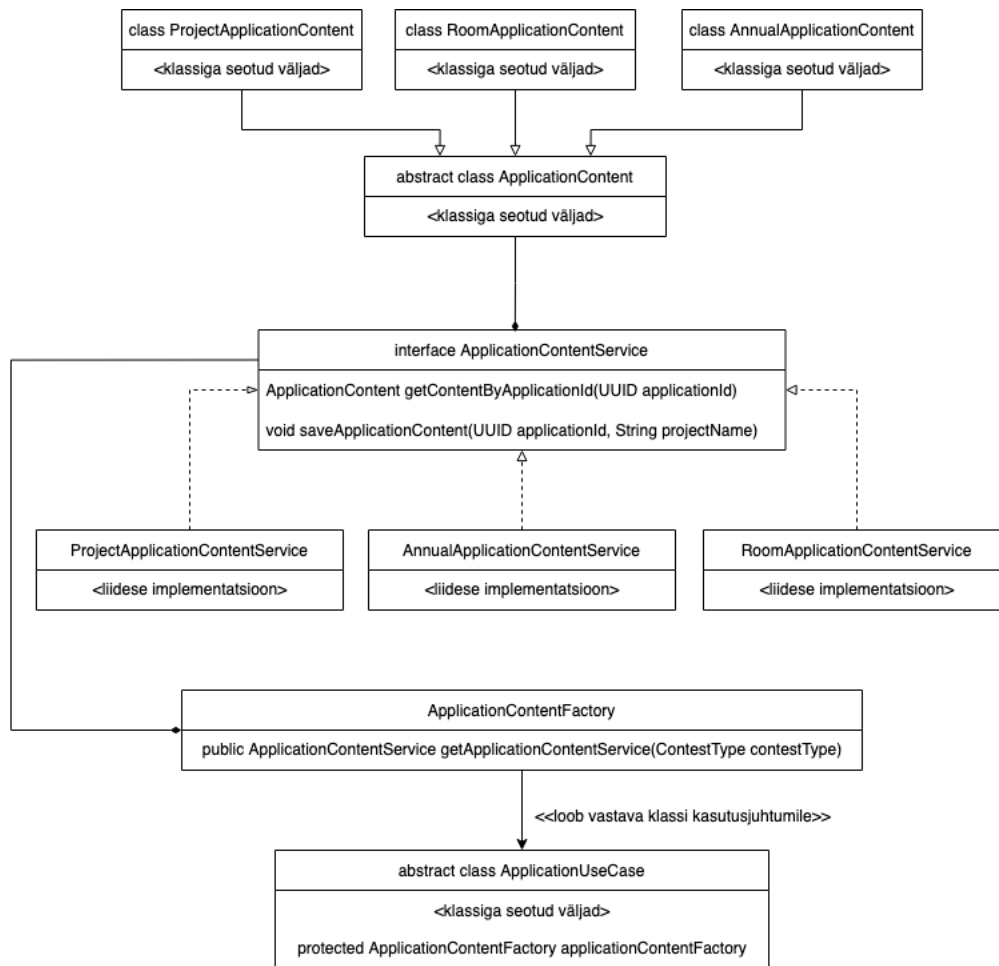 class ProjectApplicationContent
<klassiga seotud väljad>
class RoomApplicationContent
<klassiga seotud väljad>
class AnnualApplicationContent
<klassiga seotud väljad>
abstract class ApplicationContent
<klassiga seotud väljad>
interface ApplicationContentService
ApplicationContent getContentByApplicationId(UUID applicationId)
void saveApplicationContent(UUID applicationId, String projectName)
ProjectApplicationContentService
<liidese implementatsioon>
AnnualApplicationContentService
<liidese implementatsioon>
RoomApplicationContentService
<liidese implementatsioon>
ApplicationContentFactory
public ApplicationContentService getApplicationContentService(ContestType contestType)
<<loob vastava klassi kasutusjuhtumile>>
abstract class ApplicationUseCase
<klassiga seotud väljad>
protected ApplicationContentFactory applicationContentFactory